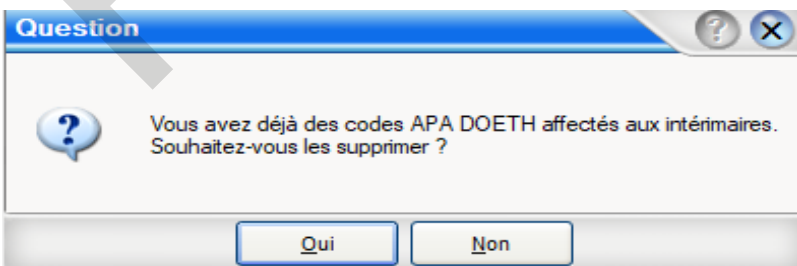 Question
Vous avez déjà des codes APA DOETH affectés aux intérimaires.
Souhaitez-vous les supprimer ?
Oui
Non